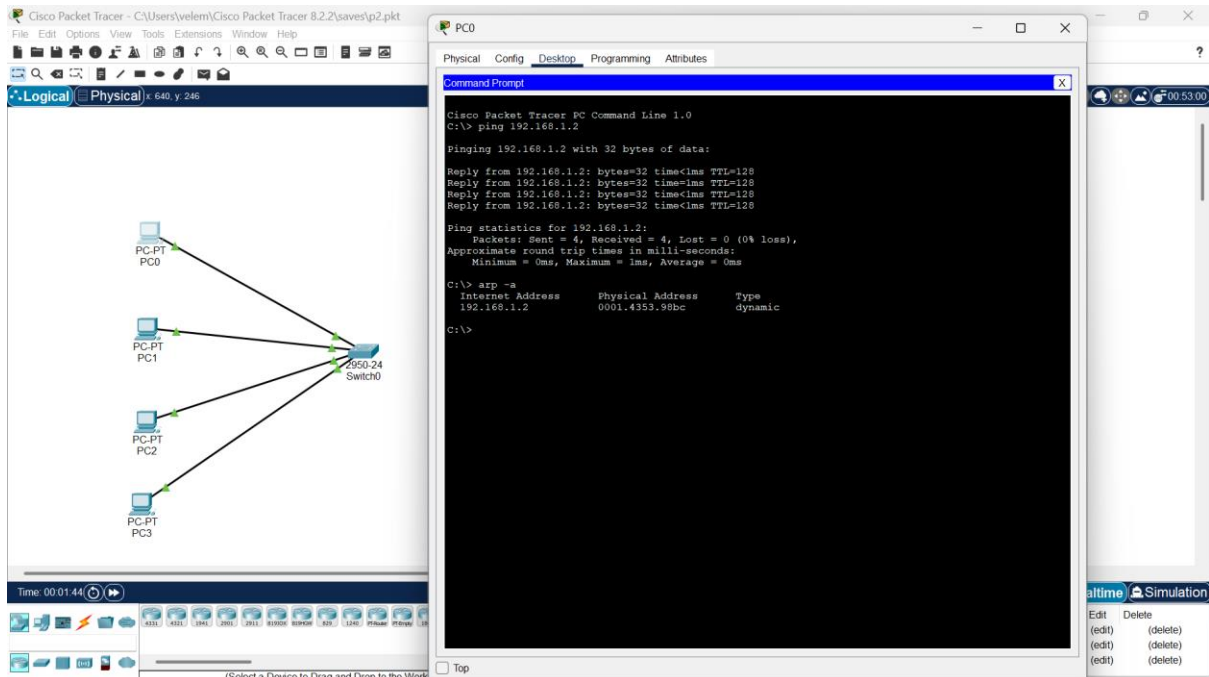 Cisco Packet Tracer - C:\Users\velem\Cisco Packet Tracer 8.2.2\saves\p2.pkt
File Edit Options View Tools Extensions Window Help
Logical Physical x: 640, y: 246
00:53:00
?
PC-PT
PC0
PC-PT
PC1
PC-PT
PC2
PC-PT
PC3
2950-24
Switch0
PC0
Physical Config Desktop Programming Attributes
Command Prompt
X
Cisco Packet Tracer PC Command Line 1.0
C:\> ping 192.168.1.2
Pinging 192.168.1.2 with 32 bytes of data:
Reply from 192.168.1.2: bytes=32 time<1ms TTL=128
Reply from 192.168.1.2: bytes=32 time=1ms TTL=128
Reply from 192.168.1.2: bytes=32 time<1ms TTL=128
Reply from 192.168.1.2: bytes=32 time<1ms TTL=128
Ping statistics for 192.168.1.2:
Packets: Sent = 4, Received = 4, Lost = 0 (0% loss),
Approximate round trip times in milli-seconds:
Minimum = 0ms, Maximum = 1ms, Average = 0ms
C:\> arp -a
Internet Address Physical Address Type
192.168.1.2 0001.4353.98bc dynamic
C:\>
Top
Time: 00:01:44
altime Simulation
4331 4321 1941 2901 2911 819IOX 819HGW 829 1240 PT-Router PT-Empty
Edit Delete
(edit) (delete)
(edit) (delete)
(edit) (delete)
(Select a Device to Drag and Drop to the Work